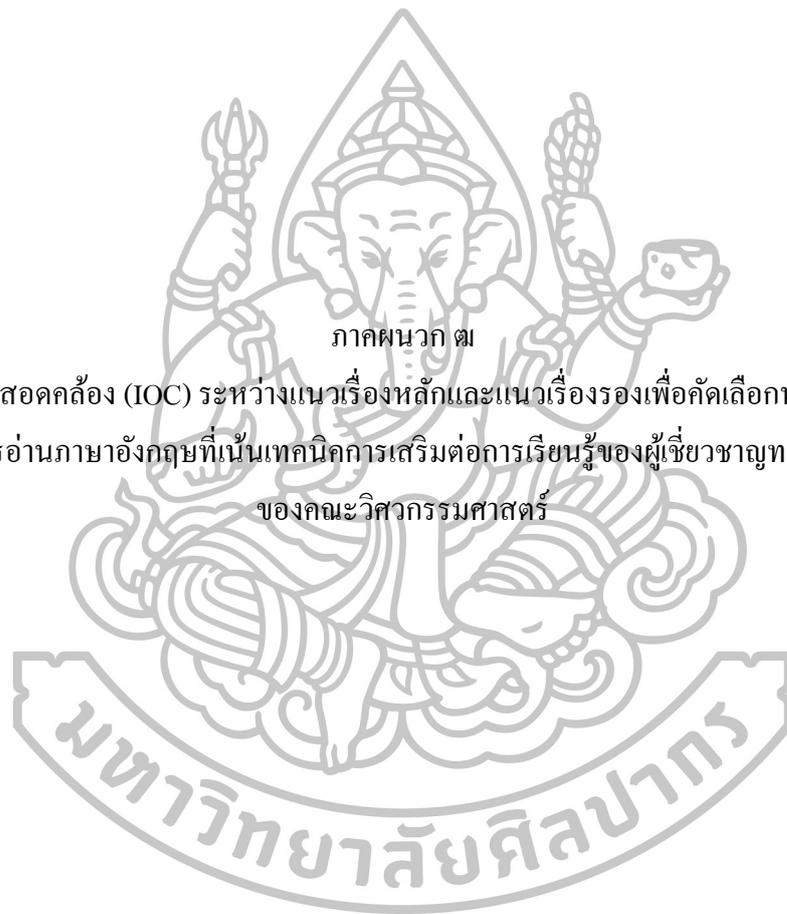 ภาคผนวก ฒ
สอดคล้อง (IOC) ระหว่างแนวเรื่องหลักและแนวเรื่องรองเพื่อคัดเลือก
อ่านภาษาอังกฤษที่เน้นเทคนิคการเสริมต่อการเรียนรู้ของผู้เชี่ยวชาญ
ของคณะวิศวกรรมศาสตร์
มหาวิทยาลัยศิลปากร